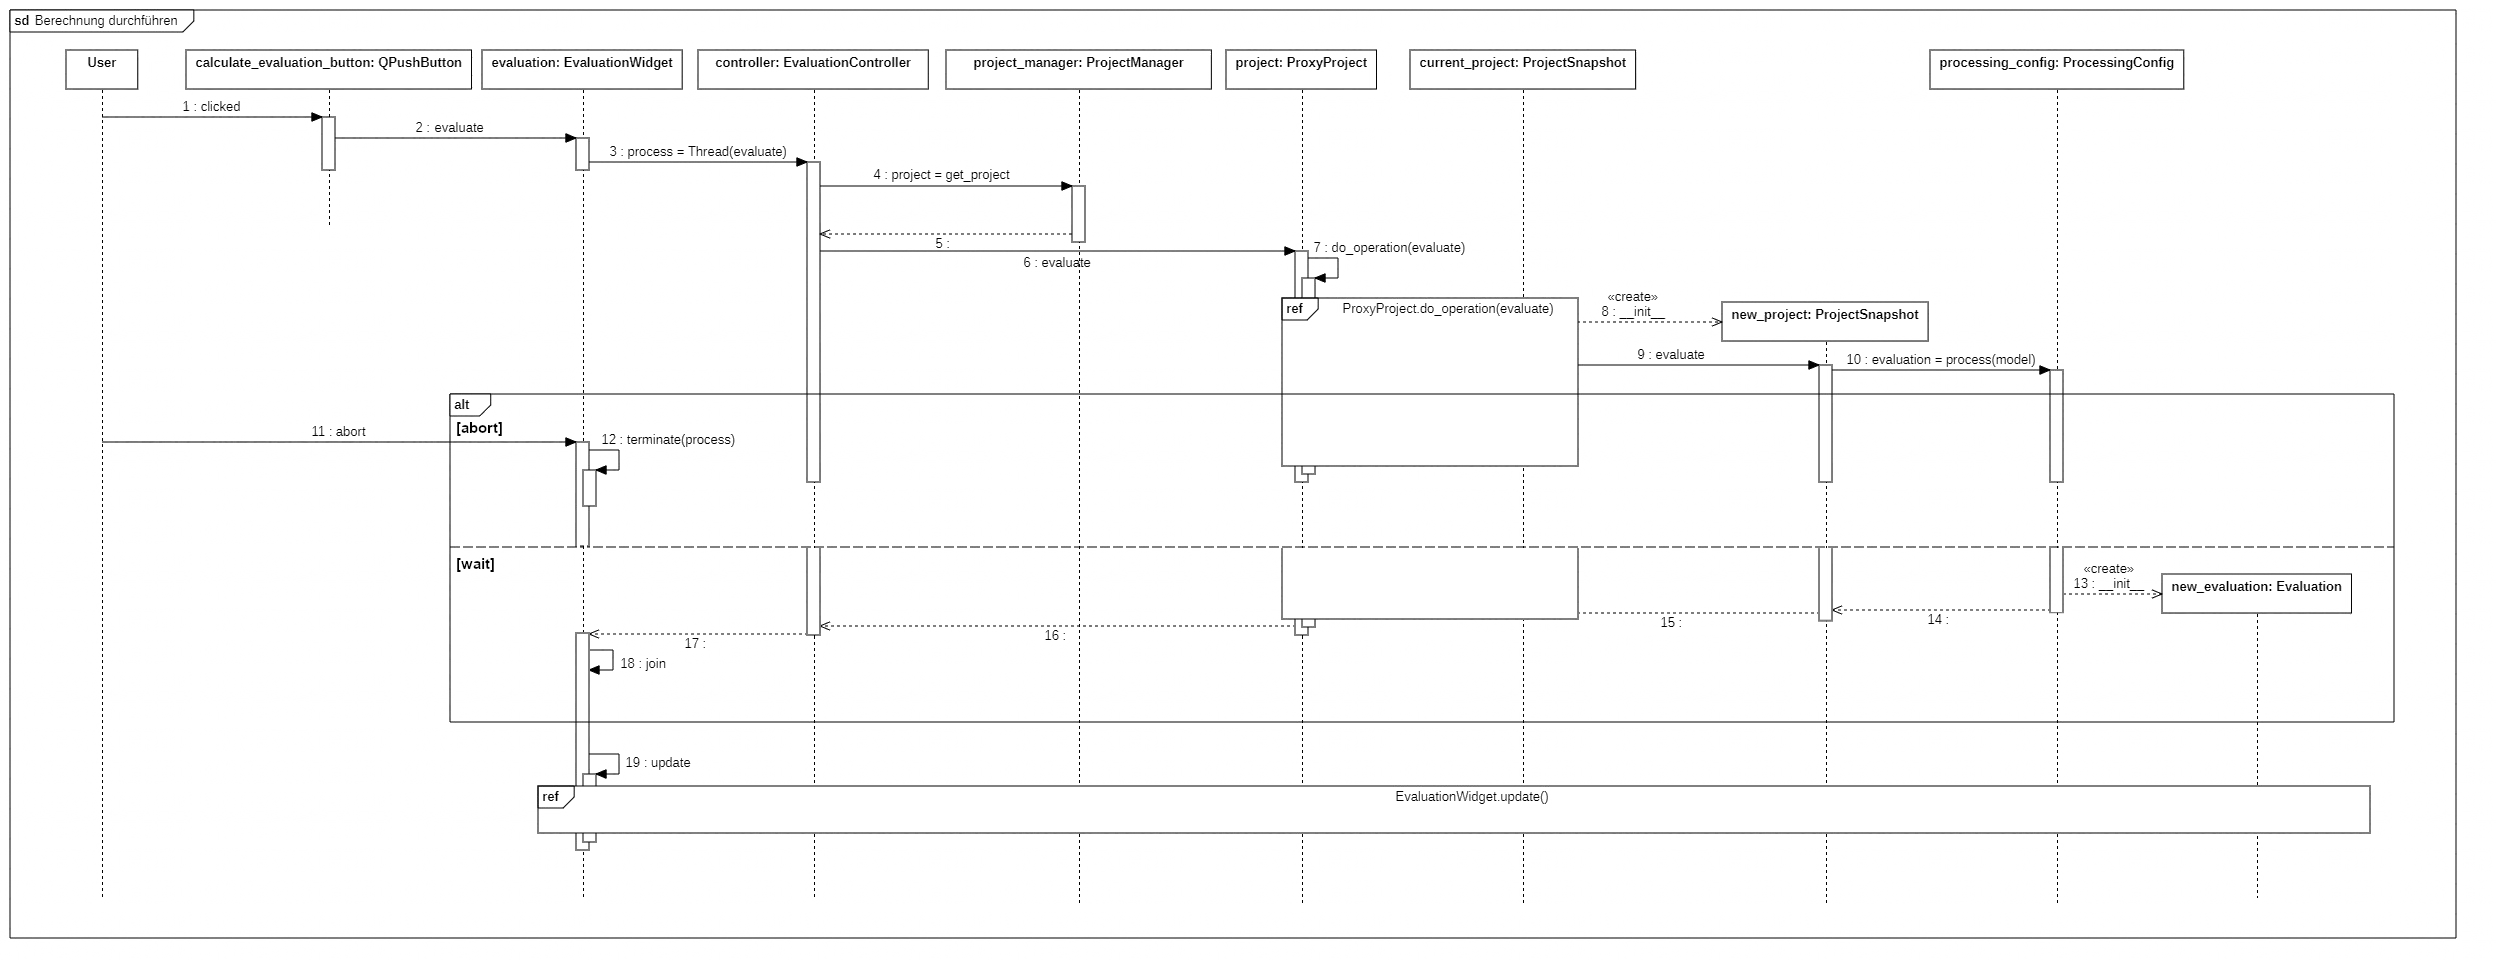 sd Berechnung durchführen
User
calculate_evaluation_button: QPushButton
evaluation: EvaluationWidget
controller: EvaluationController
project_manager: ProjectManager
project: ProxyProject
current_project: ProjectSnapshot
processing_config: ProcessingConfig
1 : clicked
2 : evaluate
3 : process = Thread(evaluate)
4 : project = get_project
5 :
6 : evaluate
7 : do_operation(evaluate)
ref
ProxyProject.do_operation(evaluate)
«create»
8 : __init__
new_project: ProjectSnapshot
9 : evaluate
10 : evaluation = process(model)
alt
[abort]
11 : abort
12 : terminate(process)
[wait]
«create»
13 : __init__
new_evaluation: Evaluation
14 :
15 :
16 :
17 :
18 : join
19 : update
ref
EvaluationWidget.update()